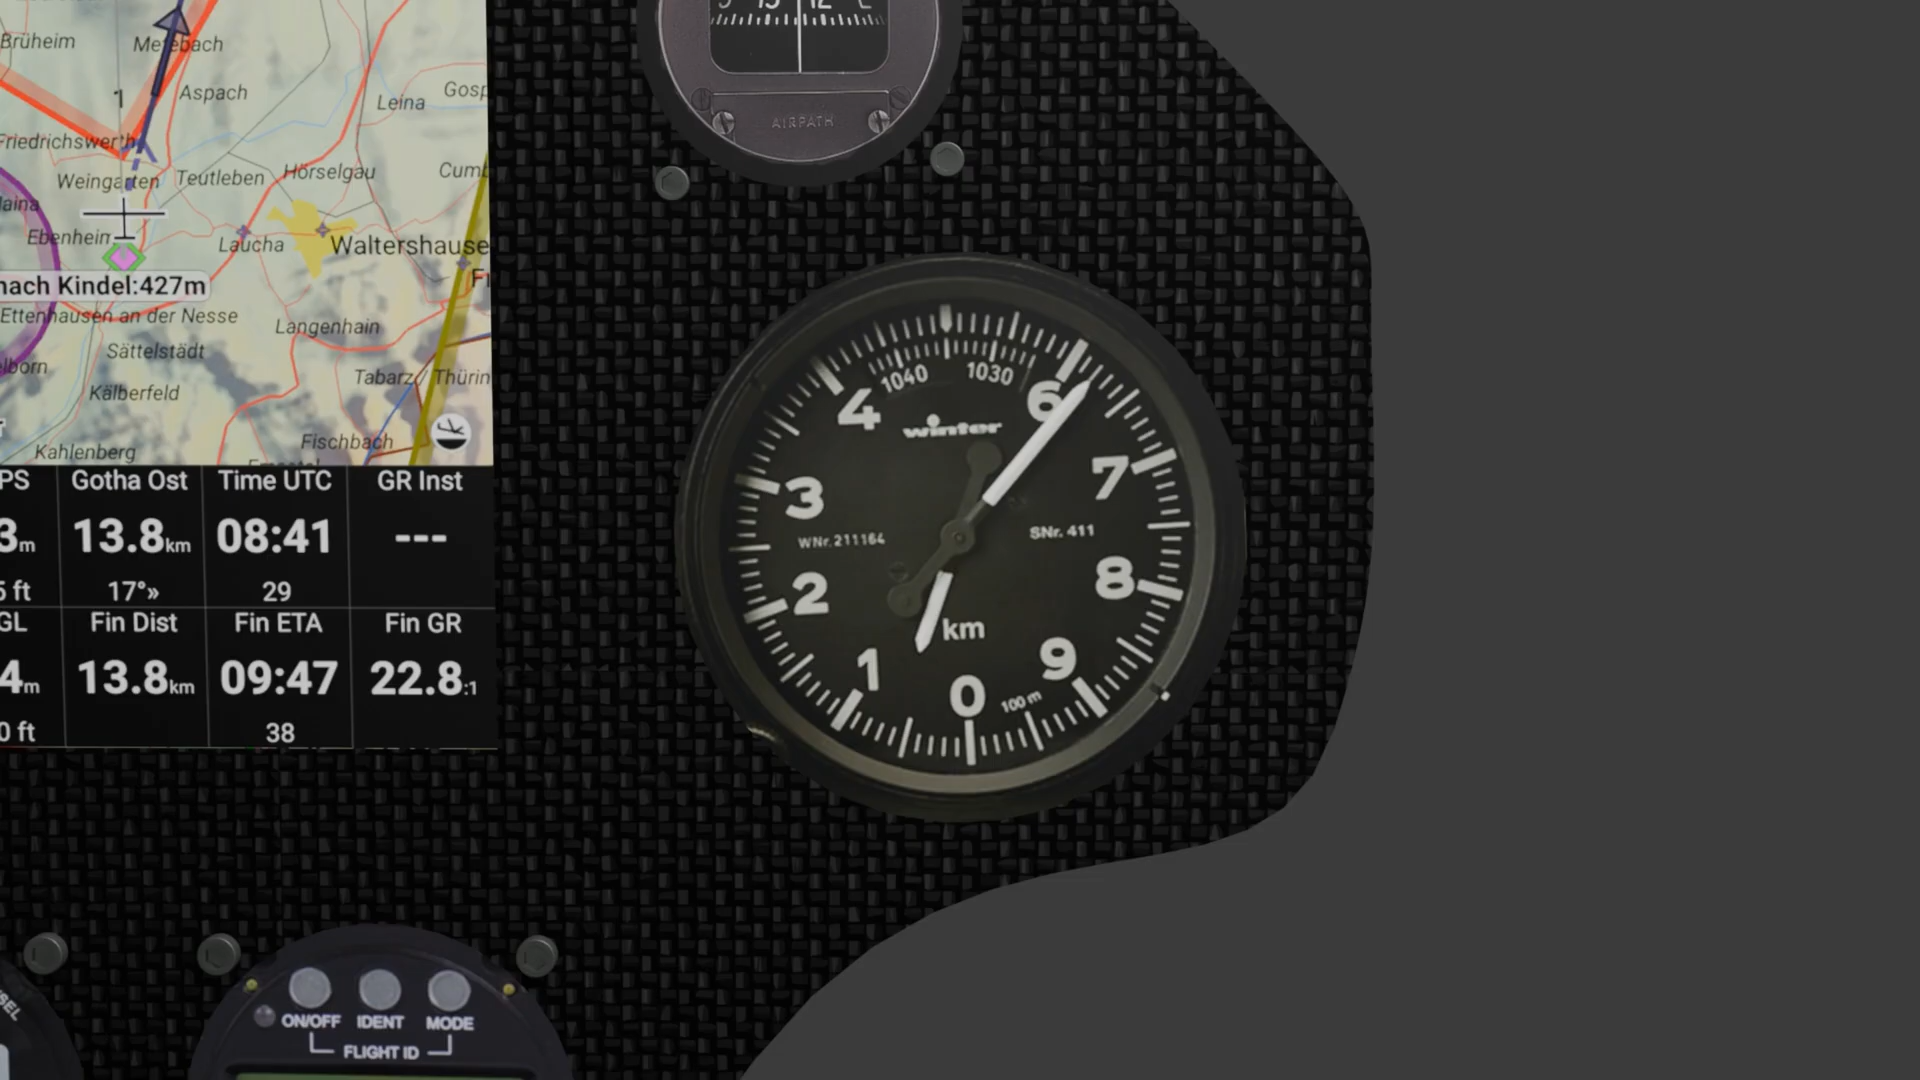 Brüheim
Metebach
1
Aspach
Leina
Friedrichswerth
Weingarten
Teutleben
Hörselgau
Ebenheim
Laucha
Waltershause
nach Kindel:427m
Ettenhausen an der Nesse
Langenhain
Sättelstädt
Tabarz
Thürin
Kälberfeld
Fischbach
Kahlenberg
PS
Gotha Ost
Time UTC
GR Inst
3m
13.8km
08:41
---
5 ft
17°»
29
GL
Fin Dist
Fin ETA
Fin GR
4m
13.8km
09:47
22.8:1
0 ft
38
12
AIRPATH
1040
1030
4
6
winter
3
7
WNr. 211164
SNr. 411
2
8
km
1
9
0
100 m
ON/OFF
IDENT
MODE
FLIGHT ID